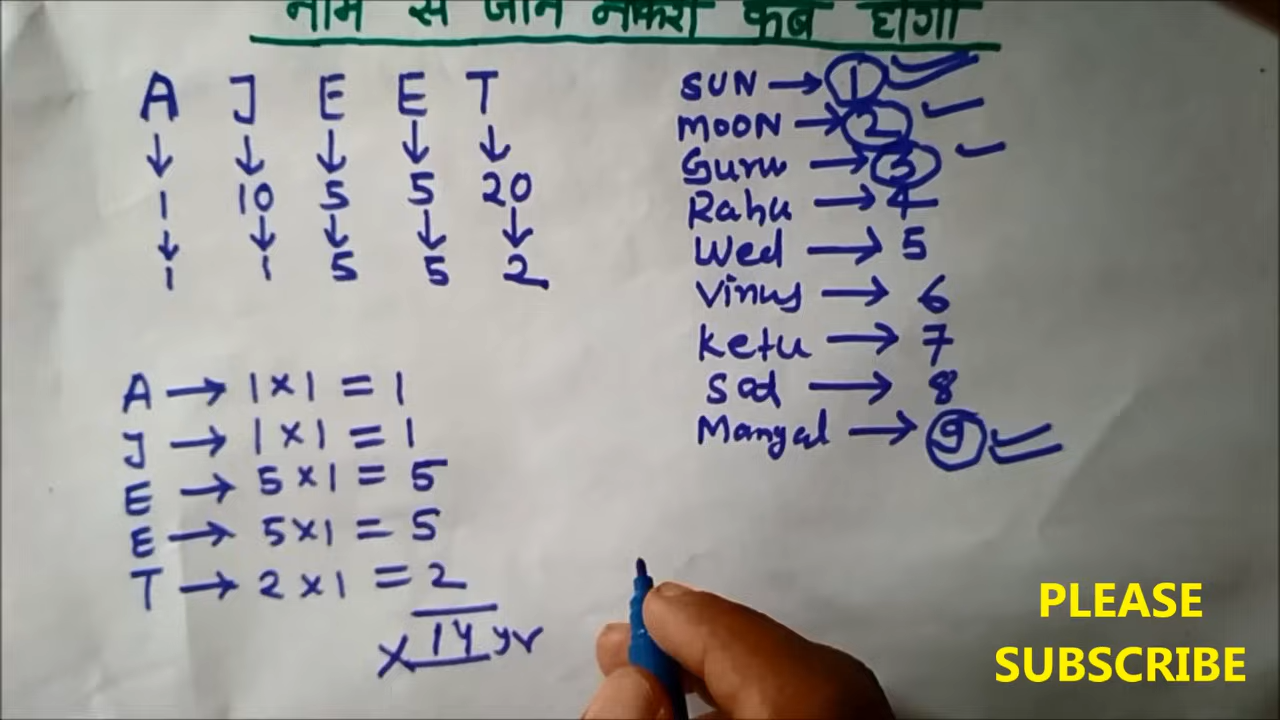 नाम से जाने नौकरी कब होगी
A J E E T
1 10 5 5 20
1 1 5 5 2
A → 1 × 1 = 1
J → 1 × 1 = 1
E → 5 × 1 = 5
E → 5 × 1 = 5
T → 2 × 1 = 2
× 14 yr
SUN → 1
MOON → 2
Guru → 3
Rahu → 4
Wed → 5
Vinus → 6
Ketu → 7
Sad → 8
Mangal → 9
PLEASE
SUBSCRIBE